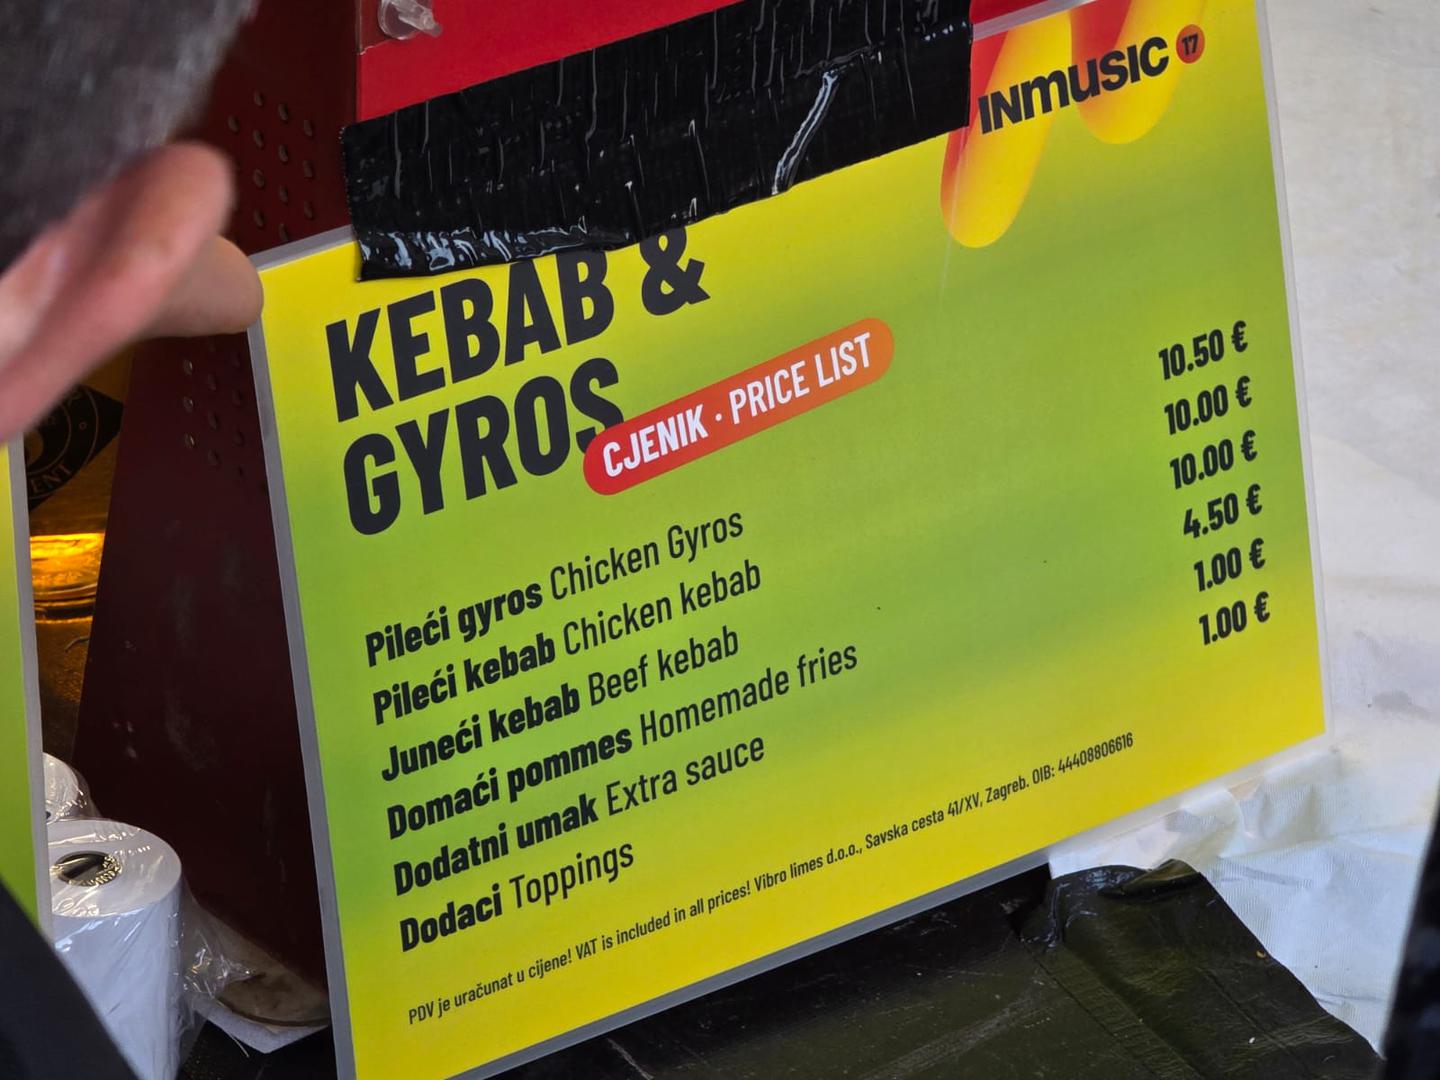 INmusic 17
KEBAB &
GYROS
CJENIK · PRICE LIST
Pileći gyros Chicken Gyros 10.50 €
Pileći kebab Chicken kebab 10.00 €
Juneći kebab Beef kebab 10.00 €
Domaći pommes Homemade fries 4.50 €
Dodatni umak Extra sauce 1.00 €
Dodaci Toppings 1.00 €
PDV je uračunat u cijene! VAT is included in all prices! Vibro limes d.o.o., Savska cesta 41/XV, Zagreb. OIB: 44408806616
ENT